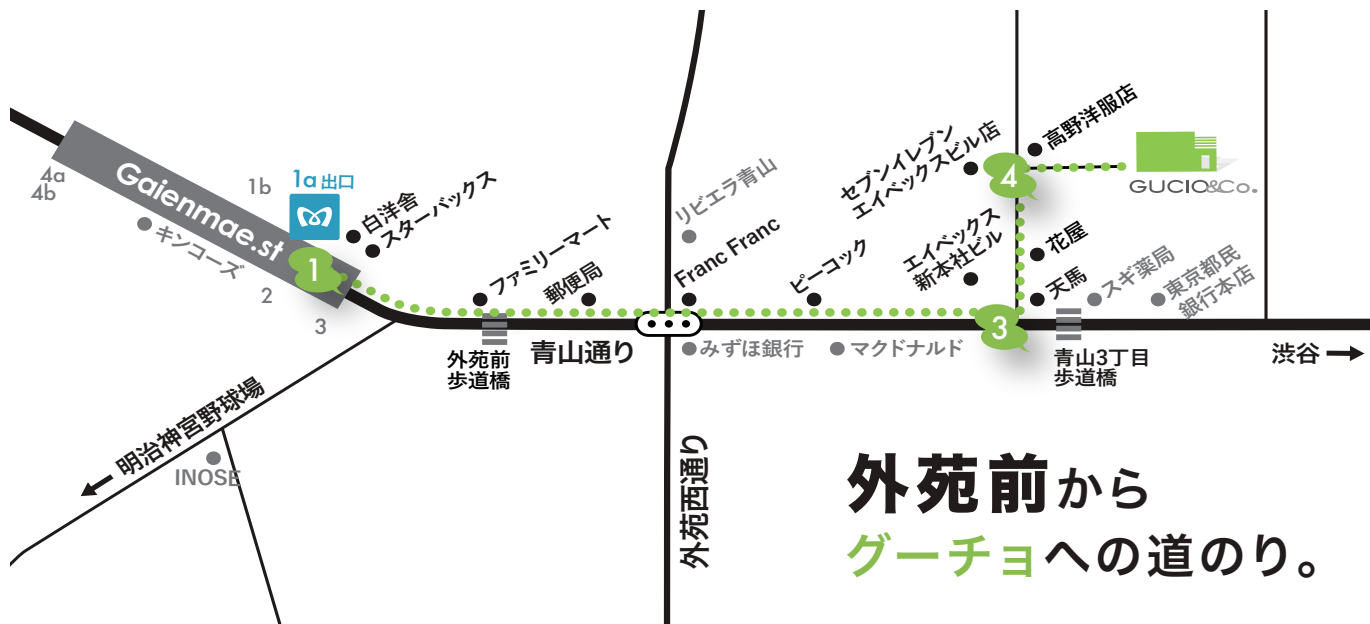 4a
4b
Gaienmae.st
1b
1a 出口
白洋舎
スターバックス
キンコーズ
1
2
3
ファミリーマート
郵便局
リビエラ青山
Franc Franc
ピーコック
セブンイレブン
エイベックスビル店
エイベックス
新本社ビル
高野洋服店
4
GUCIO&Co.
花屋
天馬
スギ薬局
東京都民
銀行本店
3
外苑前
歩道橋
青山通り
みずほ銀行
マクドナルド
青山3丁目
歩道橋
渋谷
明治神宮野球場
INOSE
外苑西通り
外苑前から
グーチョへの道のり。